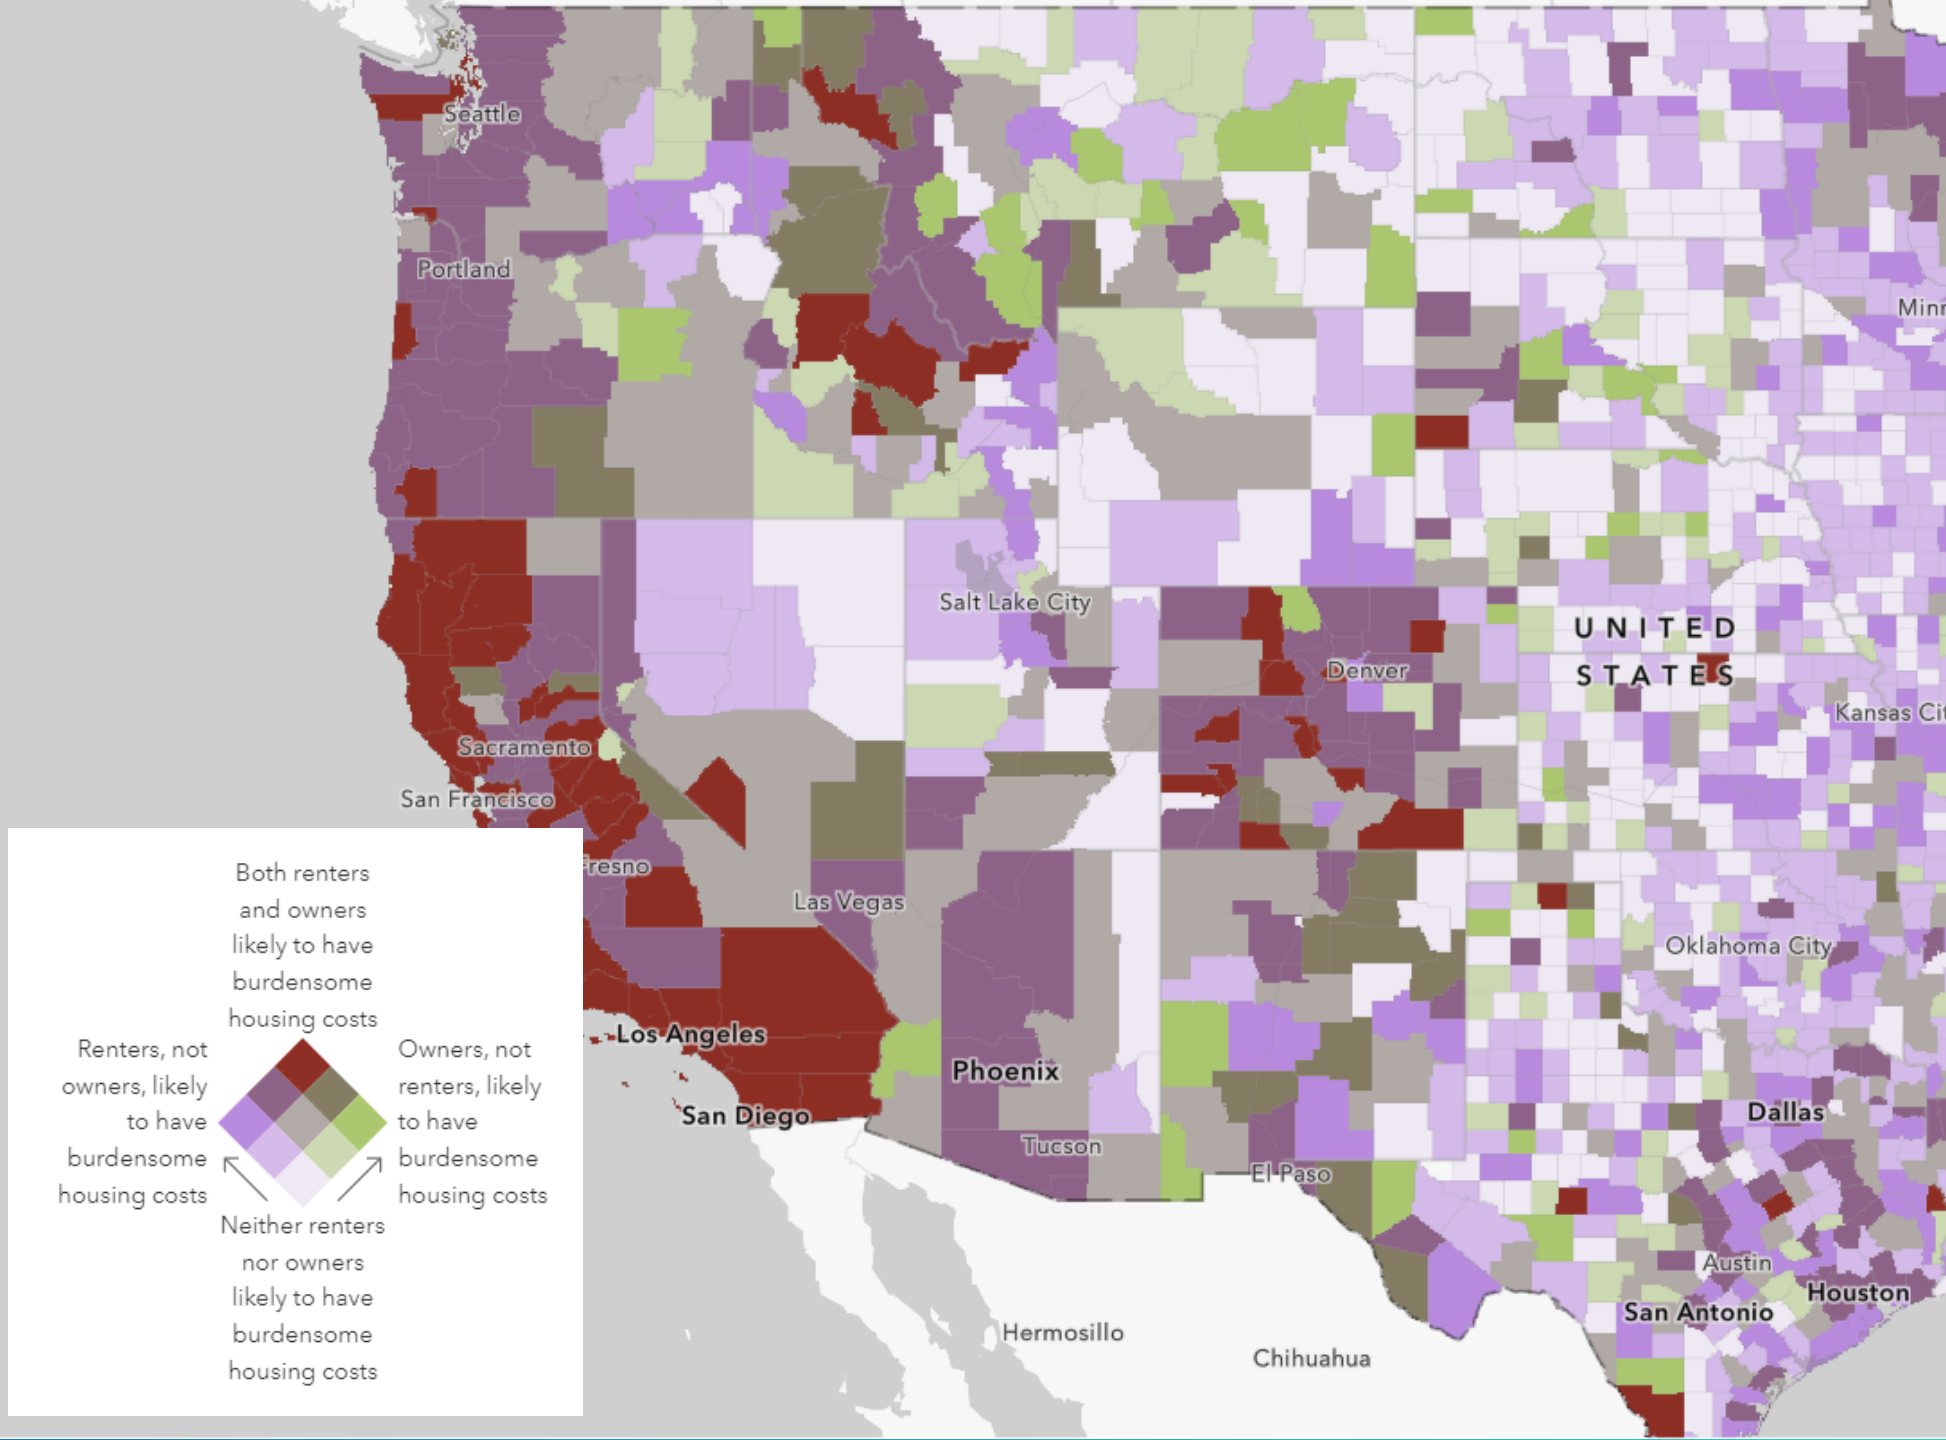 Seattle
Portland
Minn
Salt Lake City
UNITED
STATES
Denver
Kansas Cit
Sacramento
San Francisco
Fresno
Las Vegas
Oklahoma City
Los Angeles
Phoenix
San Diego
Dallas
Tucson
El Paso
Austin
Houston
San Antonio
Hermosillo
Chihuahua
Both renters
and owners
likely to have
burdensome
housing costs
Renters, not
owners, likely
to have
burdensome
housing costs
Owners, not
renters, likely
to have
burdensome
housing costs
Neither renters
nor owners
likely to have
burdensome
housing costs